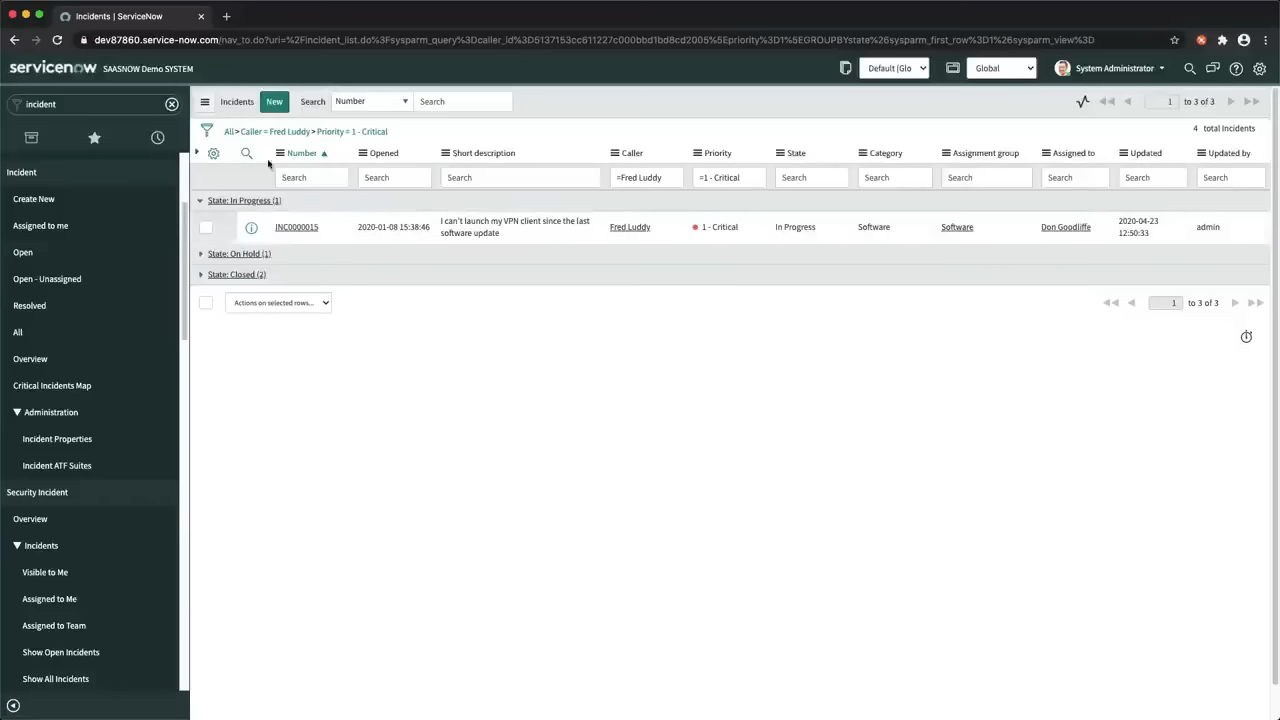 Incidents | ServiceNow
dev87860.service-now.com/nav_to.do?uri=%2Fincident_list.do%3Fsysparm_query%3Dcaller_id%3D5137153cc611227c000bbd1bd8cd2005%5Epriority%3D1%5EGROUPBYstate%26sysparm_first_row%3D1%26sysparm_view%3D
servicenow SAASNOW Demo SYSTEM
Default (Glo
Global
System Administrator
incident
Incident
Create New
Assigned to me
Open
Open - Unassigned
Resolved
All
Overview
Critical Incidents Map
Administration
Incident Properties
Incident ATF Suites
Security Incident
Overview
Incidents
Visible to Me
Assigned to Me
Assigned to Team
Show Open Incidents
Show All Incidents
Incidents New Search Number Search 1 to 3 of 3
All > Caller = Fred Luddy > Priority = 1 - Critical 4 total Incidents
Number Opened Short description Caller Priority State Category Assignment group Assigned to Updated Updated by
Search Search Search =Fred Luddy =1 - Critical Search Search Search Search Search Search
State: In Progress (1)
INC0000015 2020-01-08 15:38:46 I can't launch my VPN client since the last software update Fred Luddy 1 - Critical In Progress Software Software Don Goodliffe 2020-04-23 12:50:33 admin
State: On Hold (1)
State: Closed (2)
Actions on selected rows... 1 to 3 of 3